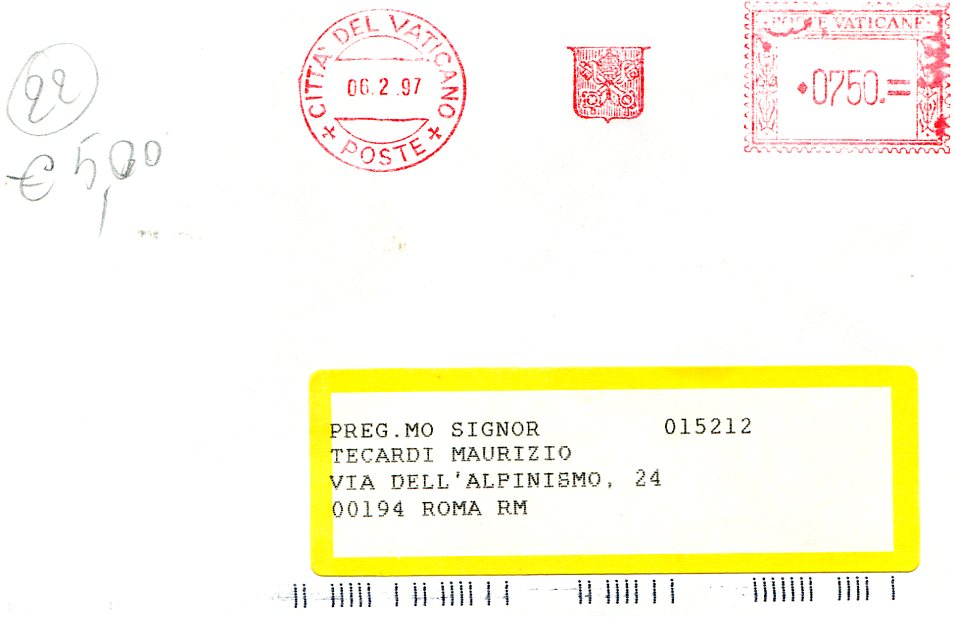 CITTA' DEL VATICANO
06.2.97
POSTE
POSTE VATICANE
0750.=
22
€ 5,00
PREG.MO SIGNOR 015212
TECARDI MAURIZIO
VIA DELL'ALPINISMO, 24
00194 ROMA RM